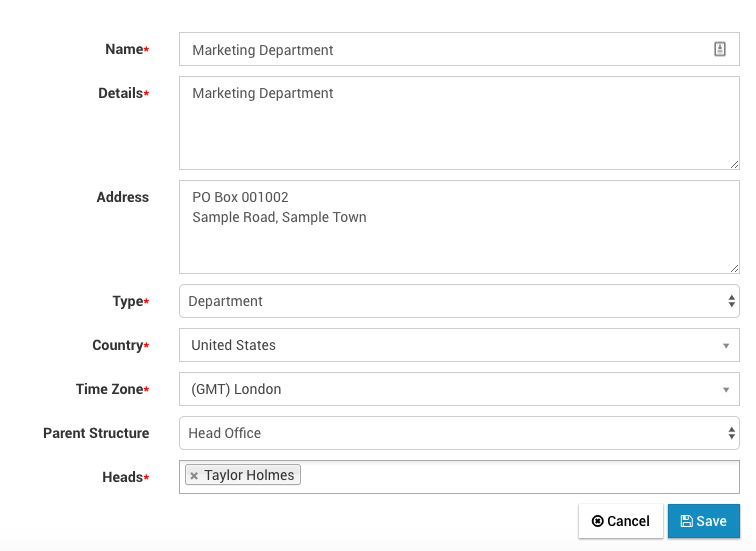 Name* Marketing Department
Details* Marketing Department
Address PO Box 001002
Sample Road, Sample Town
Type* Department
Country* United States
Time Zone* (GMT) London
Parent Structure Head Office
Heads* × Taylor Holmes
Cancel Save